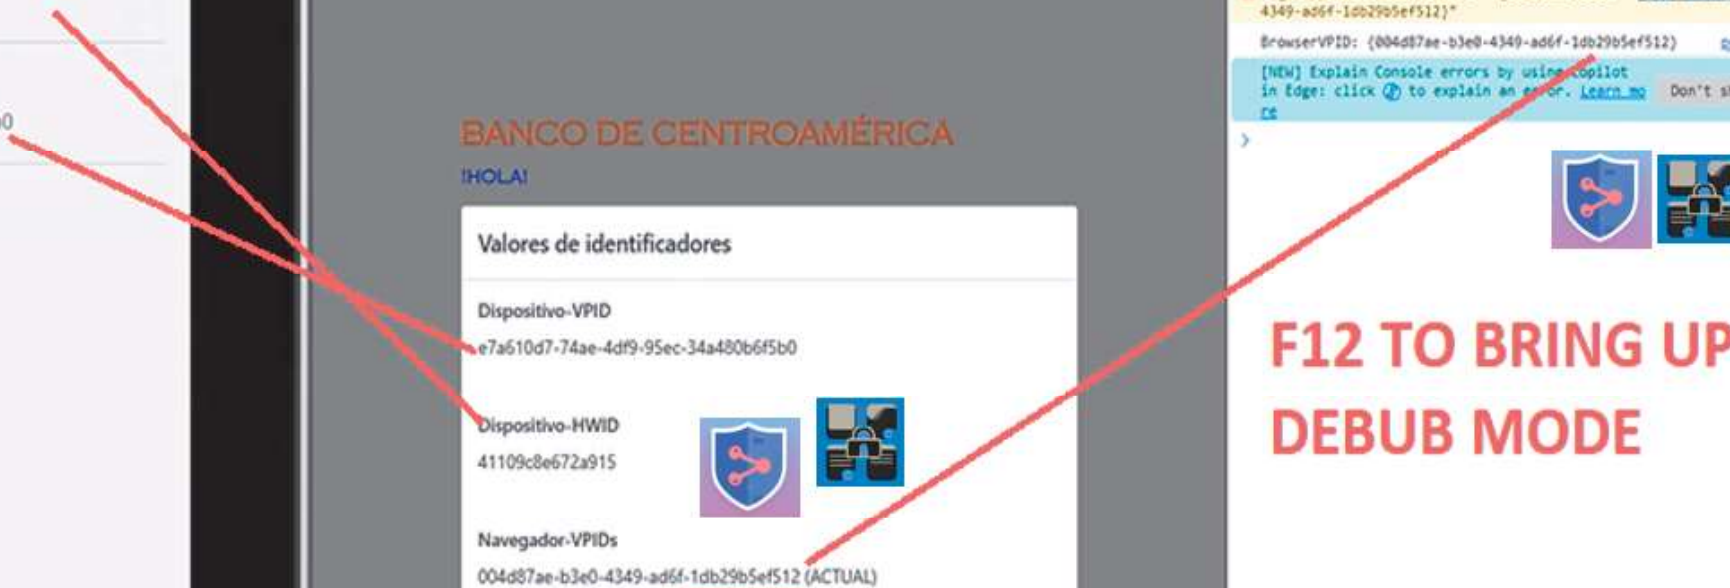 4349-ad6f-1db29b5ef512}"
BrowserVPID: {004d87ae-b3e0-4349-ad6f-1db29b5ef512}
[NEW] Explain Console errors by using Copilot
in Edge: click to explain an error. Learn mo
re
Don't s
>
b0
BANCO DE CENTROAMÉRICA
!HOLA!
Valores de identificadores
Dispositivo-VPID
e7a610d7-74ae-4df9-95ec-34a480b6f5b0
Dispositivo-HWID
41109c8e672a915
Navegador-VPIDs
004d87ae-b3e0-4349-ad6f-1db29b5ef512 (ACTUAL)
F12 TO BRING UP
DEBUB MODE